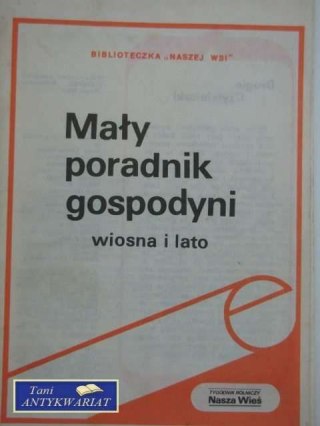 BIBLIOTECZKA „NASZEJ WSI"
Mały
poradnik
gospodyni
wiosna i lato
TYGODNIK ROLNICZY
Nasza Wieś
Tani
ANTYKWARIAT